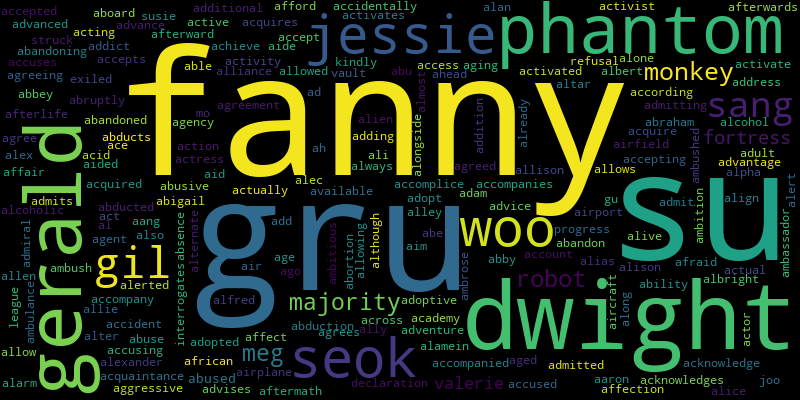 accepted aboard susie active additional afford accidentally alan activist afterwards
advanced advance acquires activates
struck acting afterward accept jessie phantom
abandoning addict achieve aide
accuses accepts activity kindly access aging refusal alone activate
agreeing exiled able alliance allowed vault abu ahead activated albert monkey address
abbey according
afterlife abruptly mo agreement ad almost altar admitting sang
abandoned agency alien addition already abraham alcohol
agree abducts ace action adding alongside acquire fortress
fanny
alex acid actress ah ali agreed airfield ambushed adult
affair aided aid always allison accepting advantage
gerald acquired abusive actually alec available accomplice accompanies allows alpha
admits abigail adam
alcoholic abducted adopt advice gu admit align alert
al act aang alternate absence add ambitious abortion allowing although alley abe woo airport progress ambition su
agent also age aim abandon alive ambassador
admiral ambush gil air ago gru abby account
allen alerted interrogates ambrose alias alison afraid actual
league ambulance accompany alfred majority adoptive robot aircraft along ability albright
allie
accident affect abduction across academy dwight actor
alter abuse adopted agrees ally adventure
allow accusing african meg seok alamein acknowledge
alexander accompanied aged admitted
alarm acquaintance abused airplane declaration valerie accused aaron acknowledges joo
aggressive advises aftermath affection alice